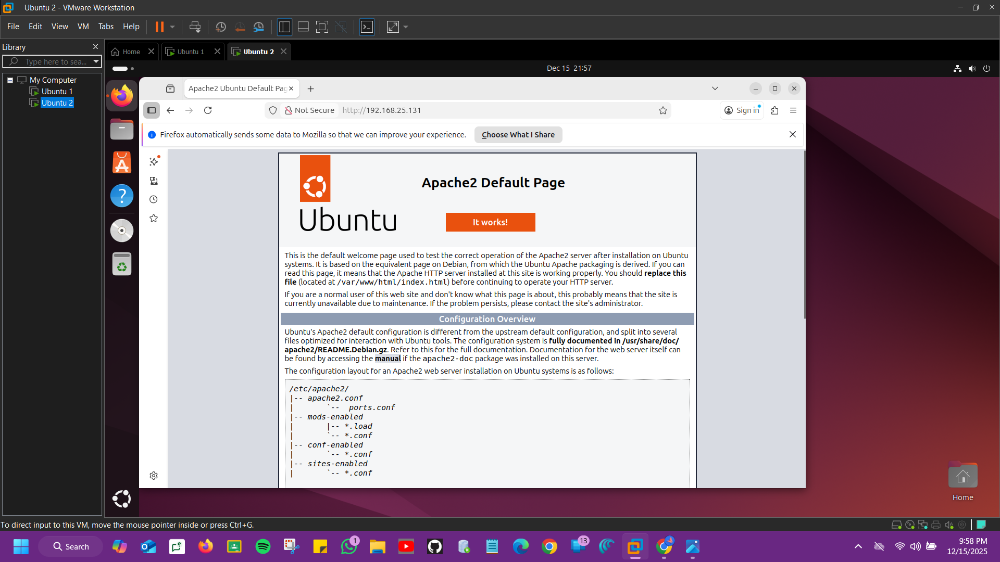 Ubuntu 2 - VMware Workstation
File Edit View VM Tabs Help
Library
Type here to sea...
My Computer
Ubuntu 1
Ubuntu 2
Home
Ubuntu 1
Ubuntu 2
Dec 15 21:57
Apache2 Ubuntu Default Pag
Not Secure
http://192.168.25.131
Sign in
Firefox automatically sends some data to Mozilla so that we can improve your experience.
Choose What I Share
Apache2 Default Page
Ubuntu
It works!
This is the default welcome page used to test the correct operation of the Apache2 server after installation on Ubuntu
systems. It is based on the equivalent page on Debian, from which the Ubuntu Apache packaging is derived. If you can
read this page, it means that the Apache HTTP server installed at this site is working properly. You should replace this
file (located at /var/www/html/index.html) before continuing to operate your HTTP server.
If you are a normal user of this web site and don't know what this page is about, this probably means that the site is
currently unavailable due to maintenance. If the problem persists, please contact the site's administrator.
Configuration Overview
Ubuntu's Apache2 default configuration is different from the upstream default configuration, and split into several
files optimized for interaction with Ubuntu tools. The configuration system is fully documented in /usr/share/doc/
apache2/README.Debian.gz. Refer to this for the full documentation. Documentation for the web server itself can
be found by accessing the manual if the apache2-doc package was installed on this server.
The configuration layout for an Apache2 web server installation on Ubuntu systems is as follows:
/etc/apache2/
|-- apache2.conf
|       `--  ports.conf
|-- mods-enabled
|       |-- *.load
|       `-- *.conf
|-- conf-enabled
|       `-- *.conf
|-- sites-enabled
|       `-- *.conf
Home
To direct input to this VM, move the mouse pointer inside or press Ctrl+G.
Search
1
13
9:58 PM
12/15/2025